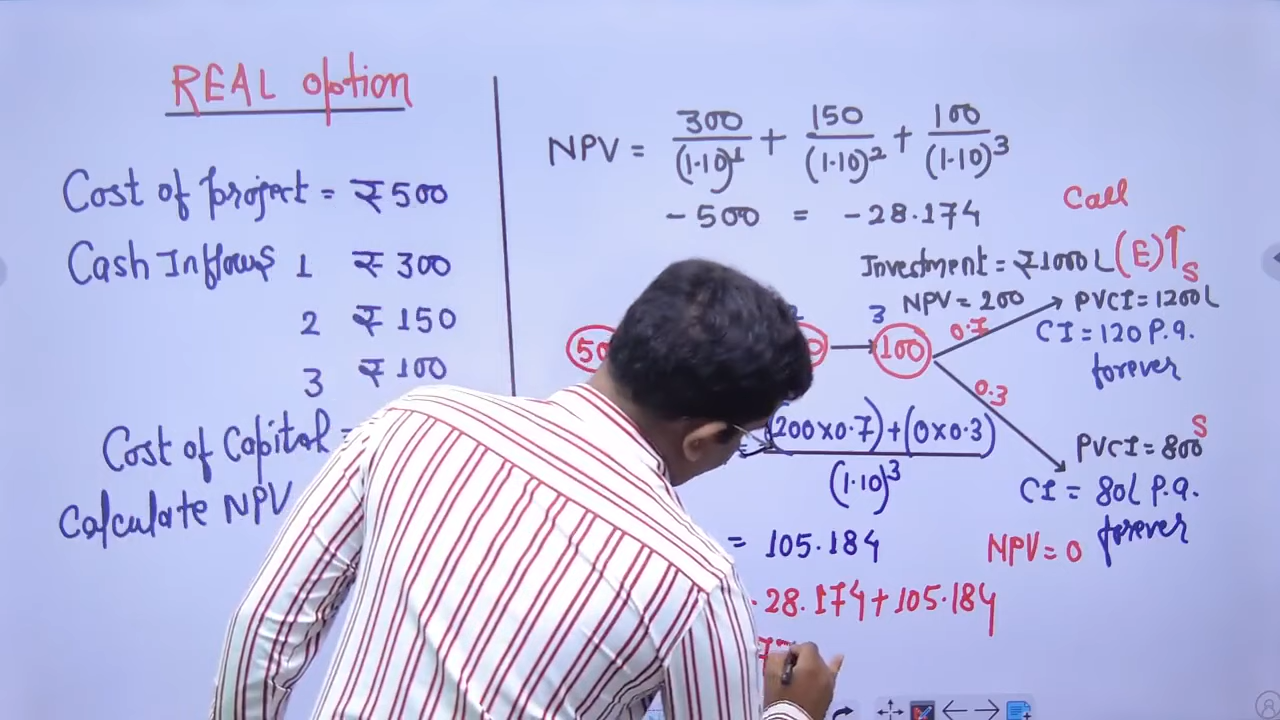 REAL option
Cost of project = ₹500
Cash Inflows 1 ₹300
2 ₹150
3 ₹100
Cost of Capital =
Calculate NPV
NPV = 300/(1.10)^1 + 150/(1.10)^2 + 100/(1.10)^3
-500 = -28.174
Call
Investment = ₹1000L (E)↑S
NPV = 200
PVCI = 1200L
CI = 120 P.a.
forever
3
0.7
100
0.3
(200×0.7)+(0×0.3)
(1.10)^3
S
PVCI = 800
CI = 80L P.a.
forever
NPV = 0
= 105.184
28.174+105.184